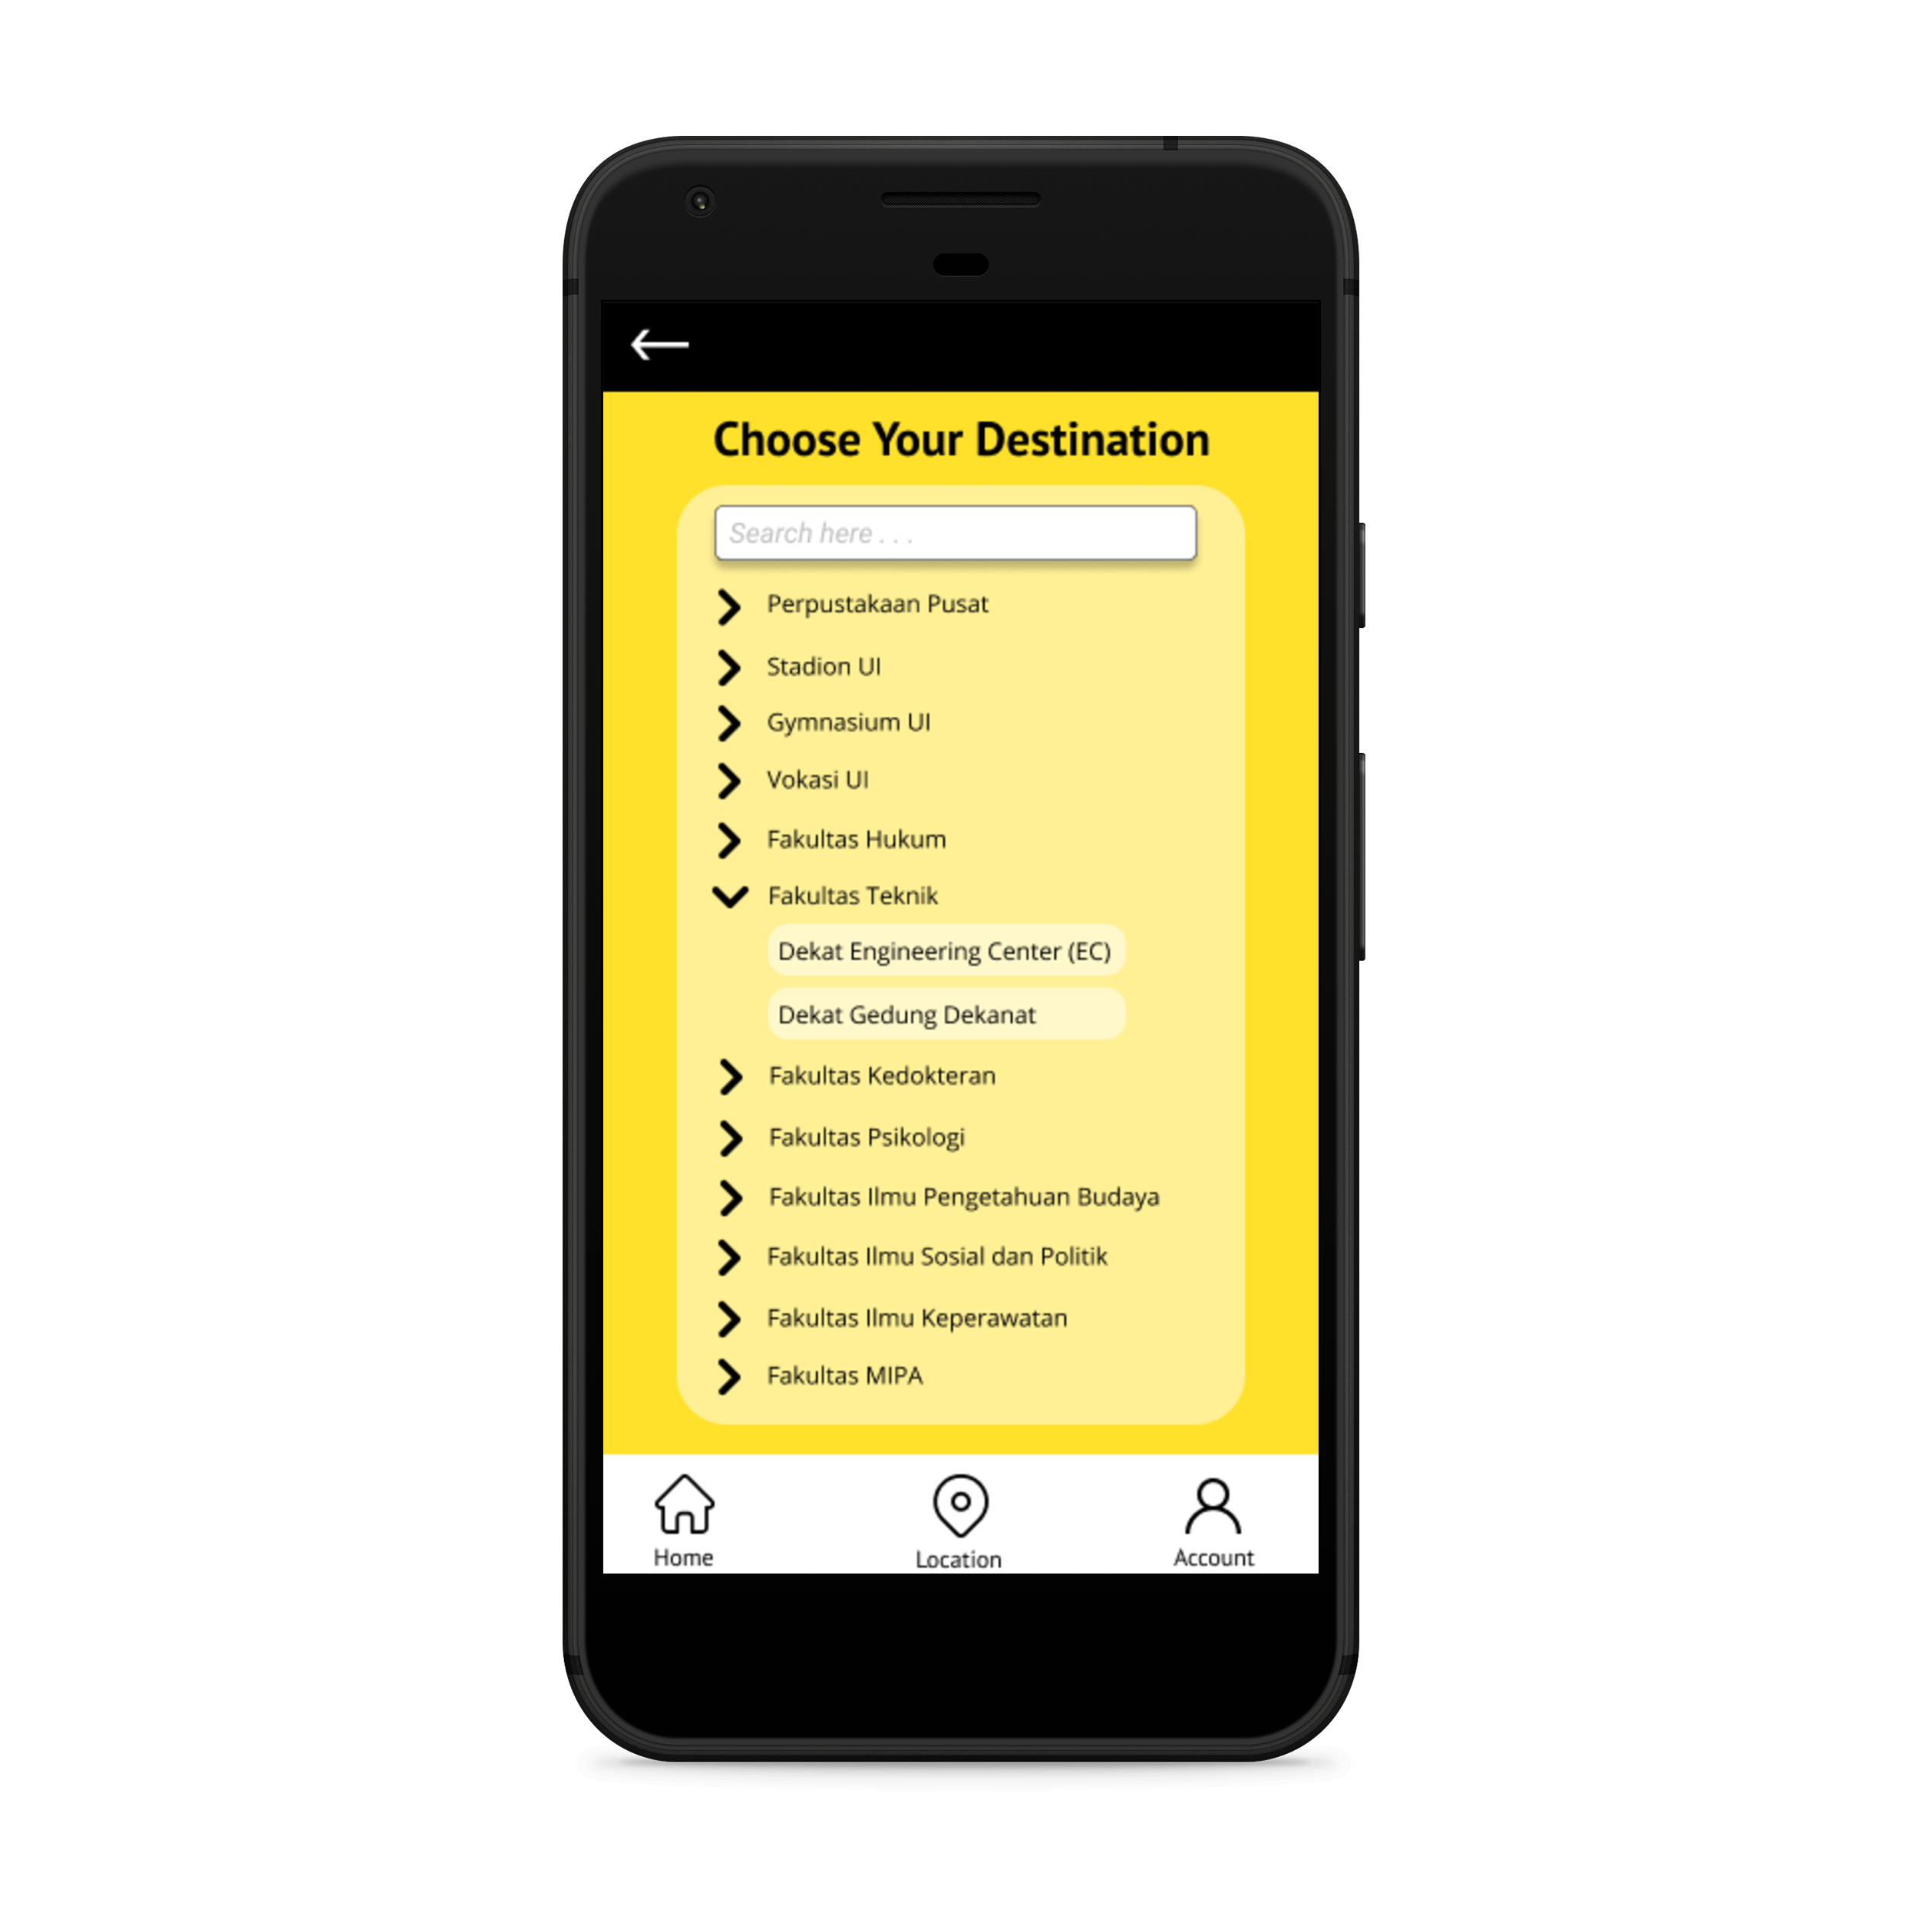 Choose Your Destination
Search here . . .
Perpustakaan Pusat
Stadion UI
Gymnasium UI
Vokasi UI
Fakultas Hukum
Fakultas Teknik
Dekat Engineering Center (EC)
Dekat Gedung Dekanat
Fakultas Kedokteran
Fakultas Psikologi
Fakultas Ilmu Pengetahuan Budaya
Fakultas Ilmu Sosial dan Politik
Fakultas Ilmu Keperawatan
Fakultas MIPA
Home
Location
Account